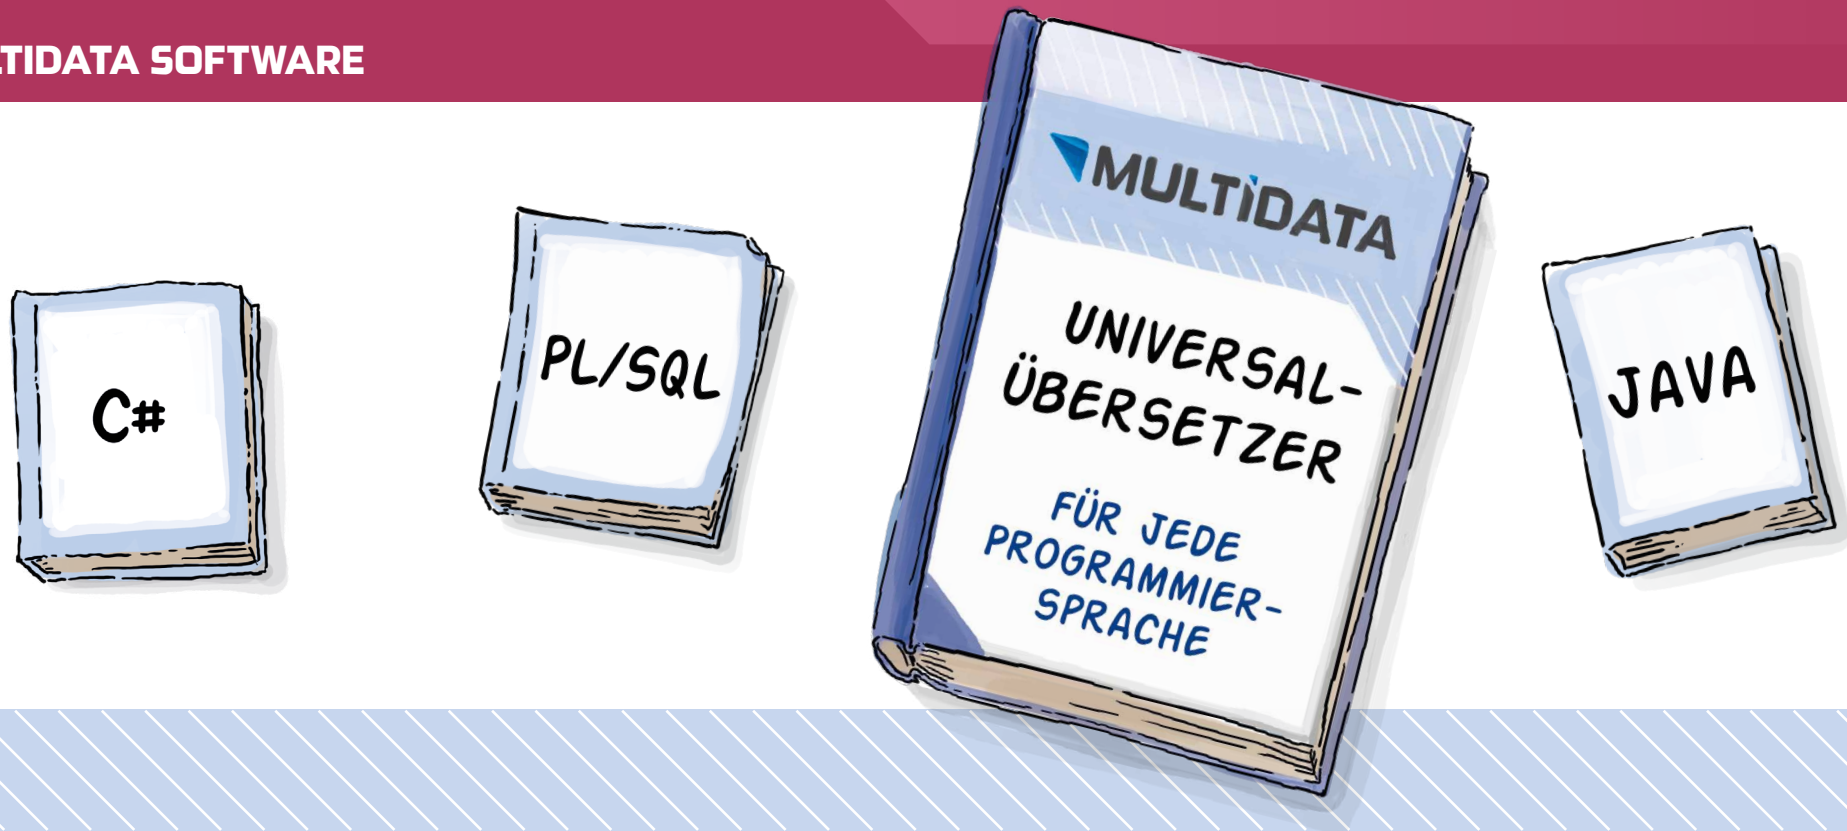 TIDATA SOFTWARE
C#
PL/SQL
MULTIDATA
UNIVERSAL-
ÜBERSETZER
FÜR JEDE
PROGRAMMIER-
SPRACHE
JAVA